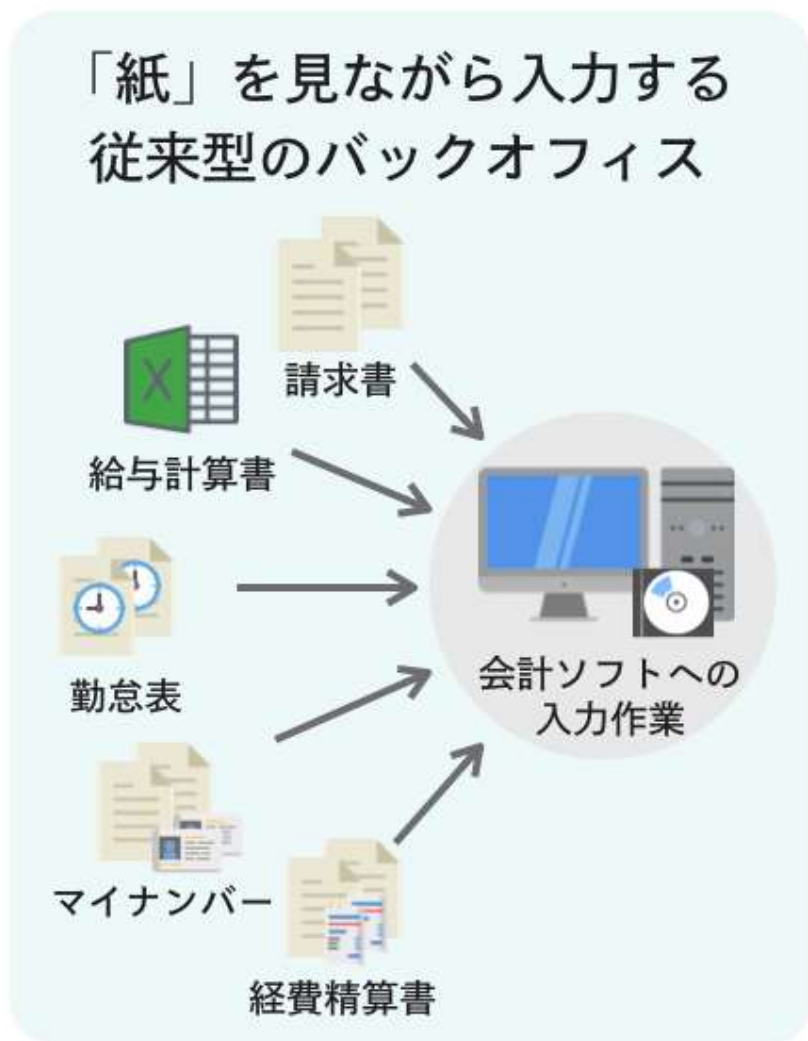 「紙」を見ながら入力する
従来型のバックオフィス
請求書
給与計算書
勤怠表
マイナンバー
経費精算書
会計ソフトへの
入力作業